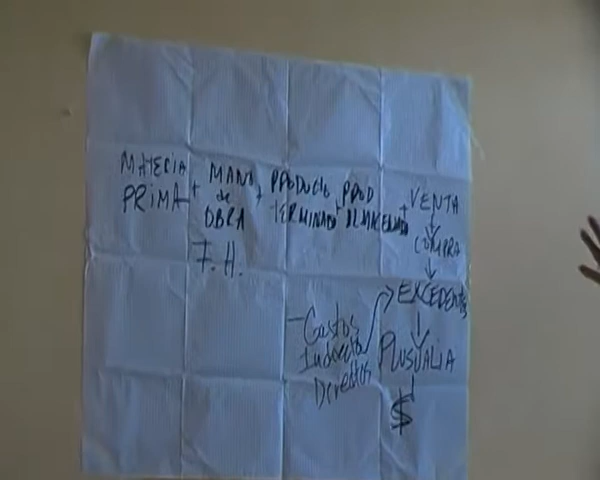 MATERIA + MANO + PRODUCTO + PROD + VENTA
PRIMA de TERMINADO ALMACENADO
OBRA
F.H.
COMPRA
EXCEDENTES
- Gastos
Indirectos
Directos
PLUSVALIA
$